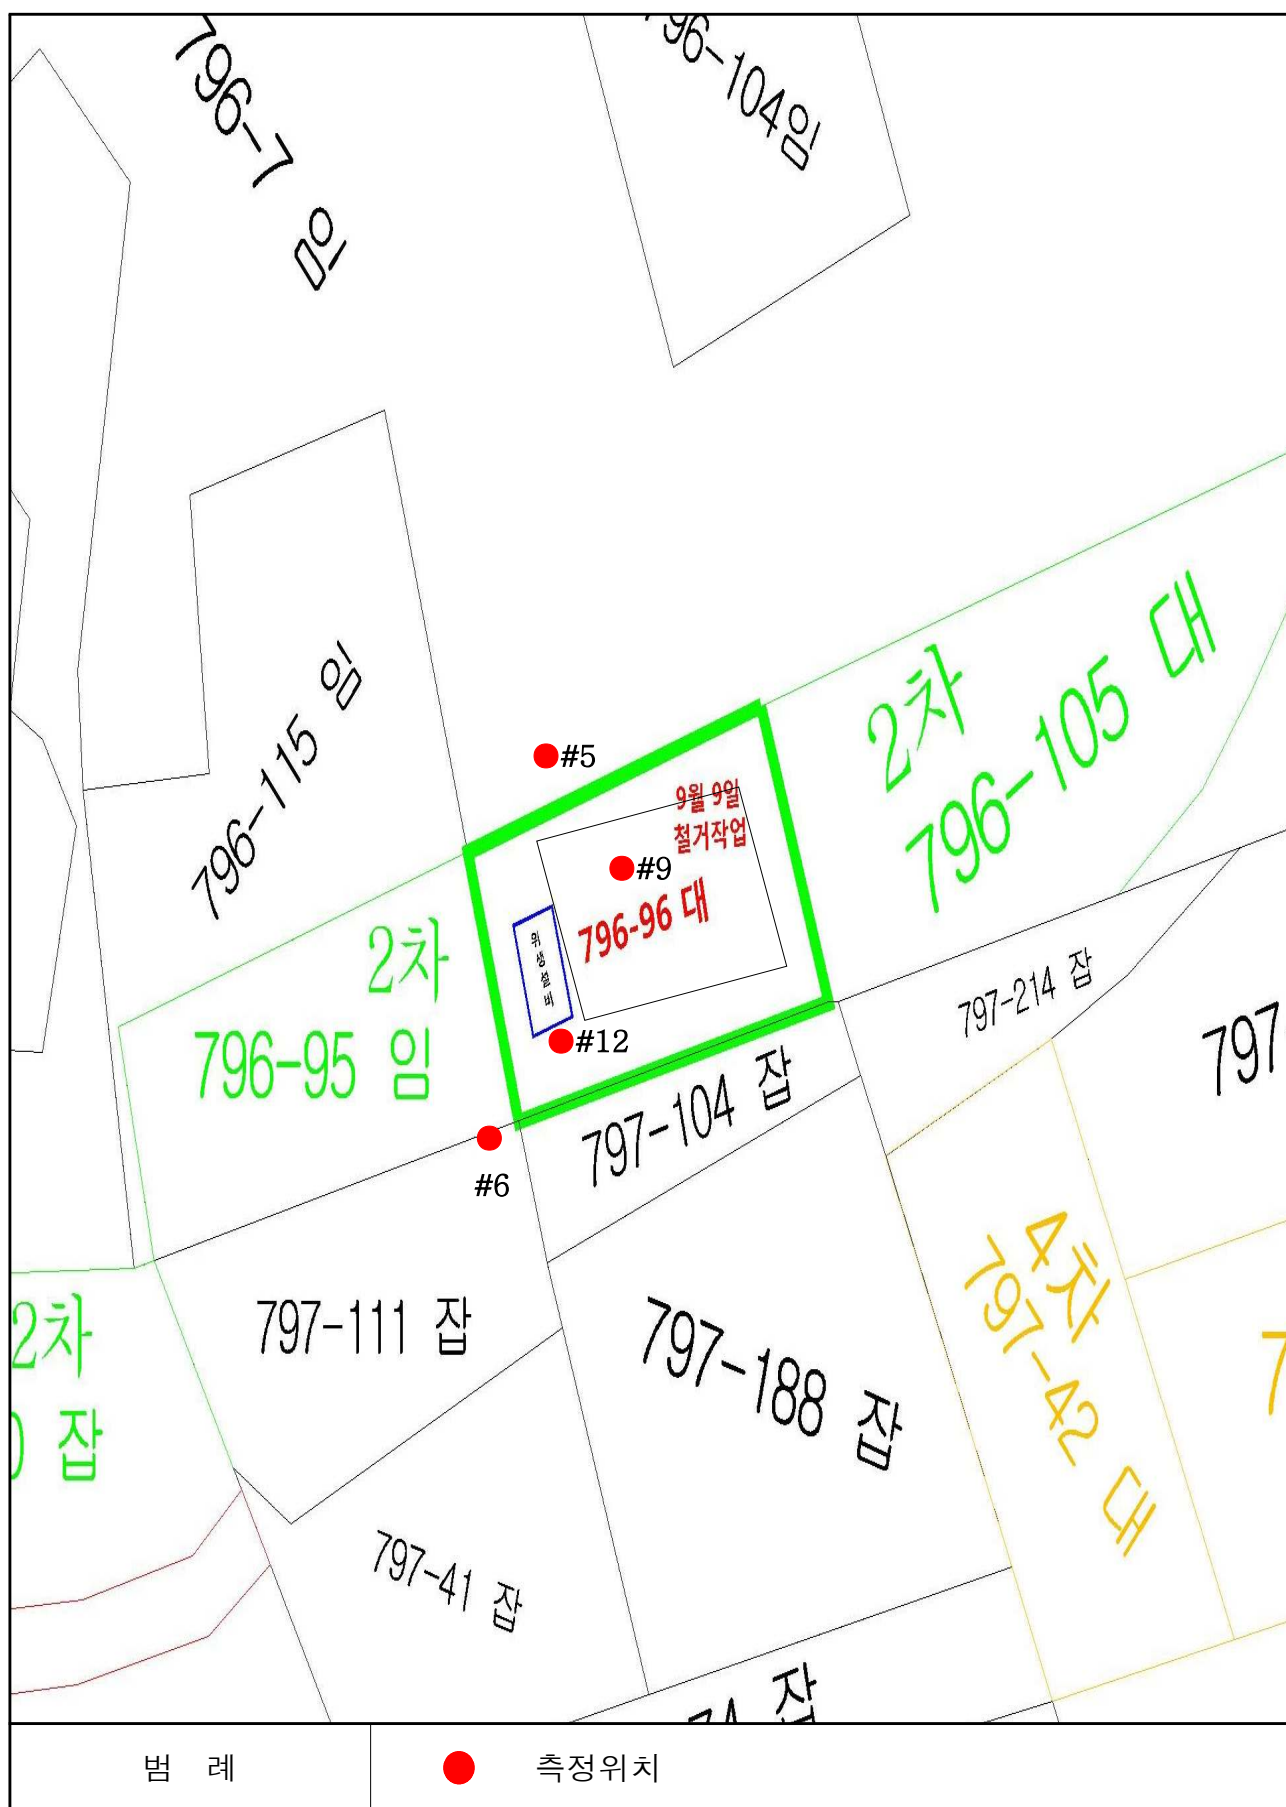 796-7 임
796-104임
796-115 임
2차
796-105 대
#5
9월 9일
철거작업
#9
796-96 대
위생설비
#12
2차
796-95 임
797-214 잡
797
797-104 잡
#6
797-111 잡
4차
797-42 대
2차
잡
797-188 잡
797-41 잡
잡
범 례
측정위치